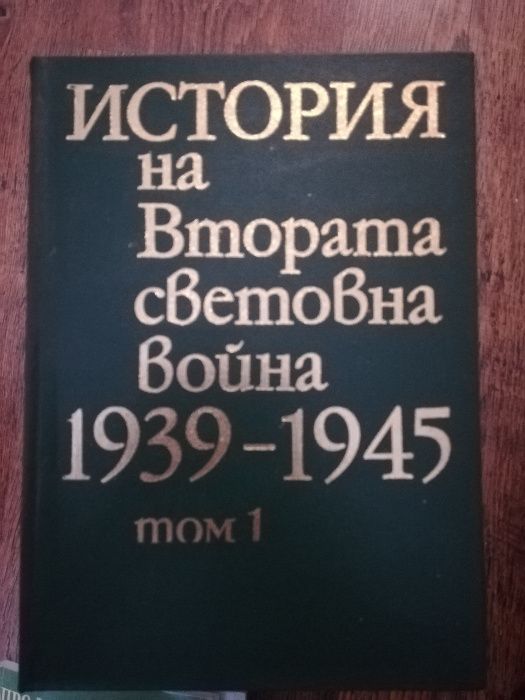 ИСТОРИЯ
на
Втората
световна
война
1939-1945
том 1